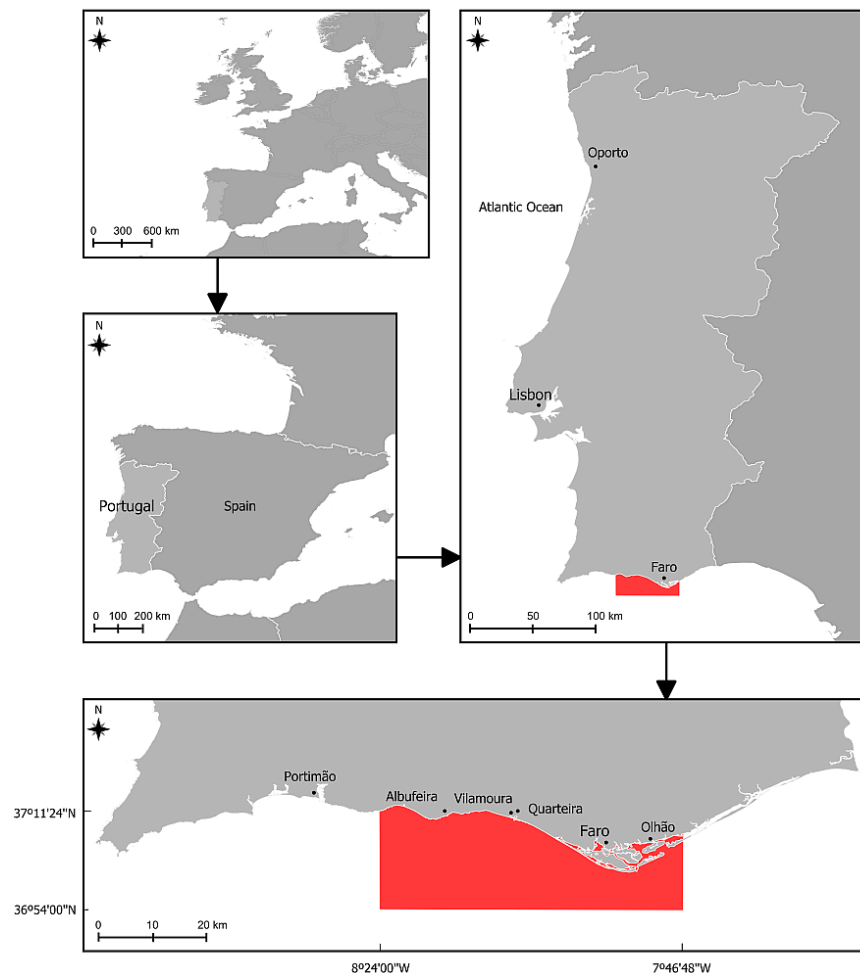 N
0 300 600 km
N
Portugal
Spain
0 100 200 km
N
Oporto
Atlantic Ocean
Lisbon
Faro
0 50 100 km
N
Portimão
Albufeira
Vilamoura
Quarteira
Faro
Olhão
37º11'24"N
36º54'00"N
0 10 20 km
8º24'00"W
7º46'48"W